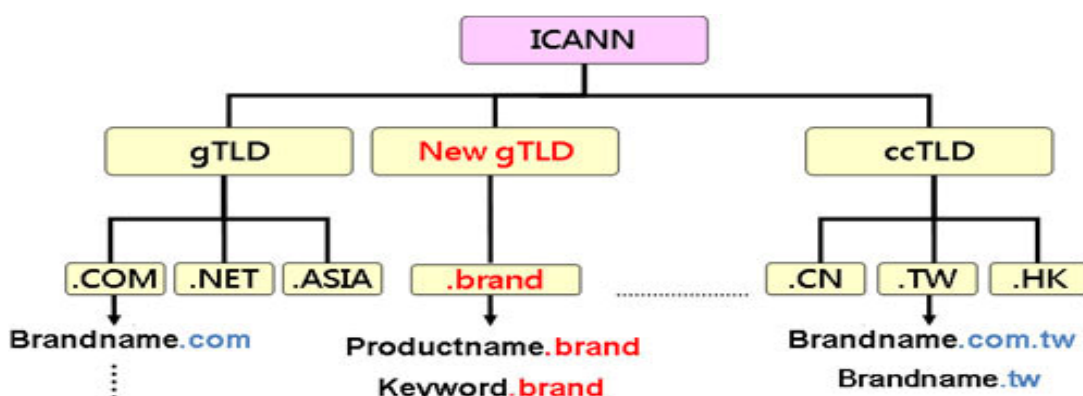 ICANN
gTLD New gTLD ccTLD
.COM .NET .ASIA .brand .CN .TW .HK
Brandname.com Productname.brand Brandname.com.tw
Keyword.brand Brandname.tw